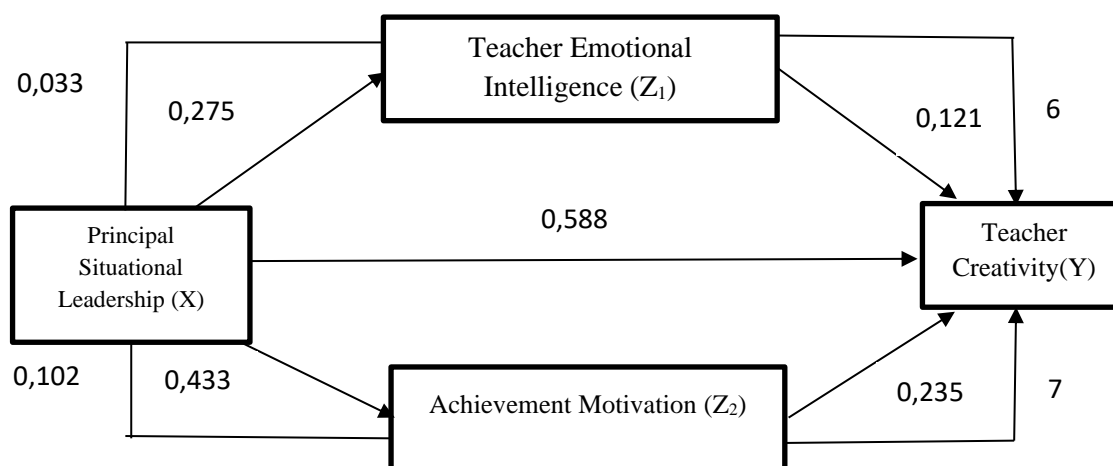 Teacher Emotional
Intelligence (Z₁)
0,033
0,275
0,121
6
0,588
Principal
Situational
Leadership (X)
Teacher
Creativity(Y)
0,102
0,433
Achievement Motivation (Z₂)
0,235
7